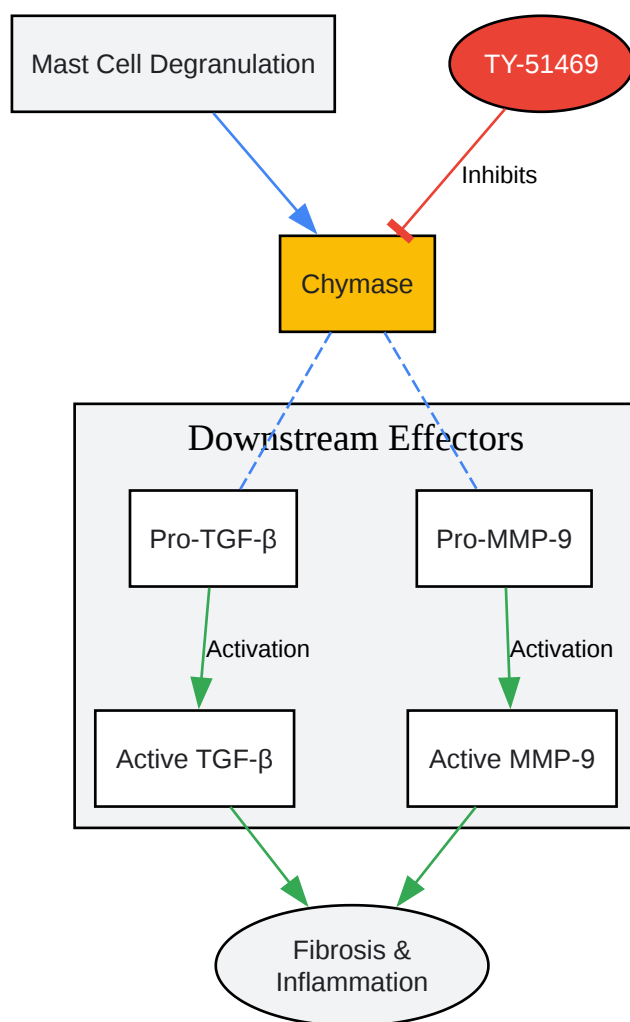 Mast Cell Degranulation
TY-51469
Inhibits
Chymase
Downstream Effectors
Pro-TGF-β
Pro-MMP-9
Activation
Activation
Active TGF-β
Active MMP-9
Fibrosis &
Inflammation